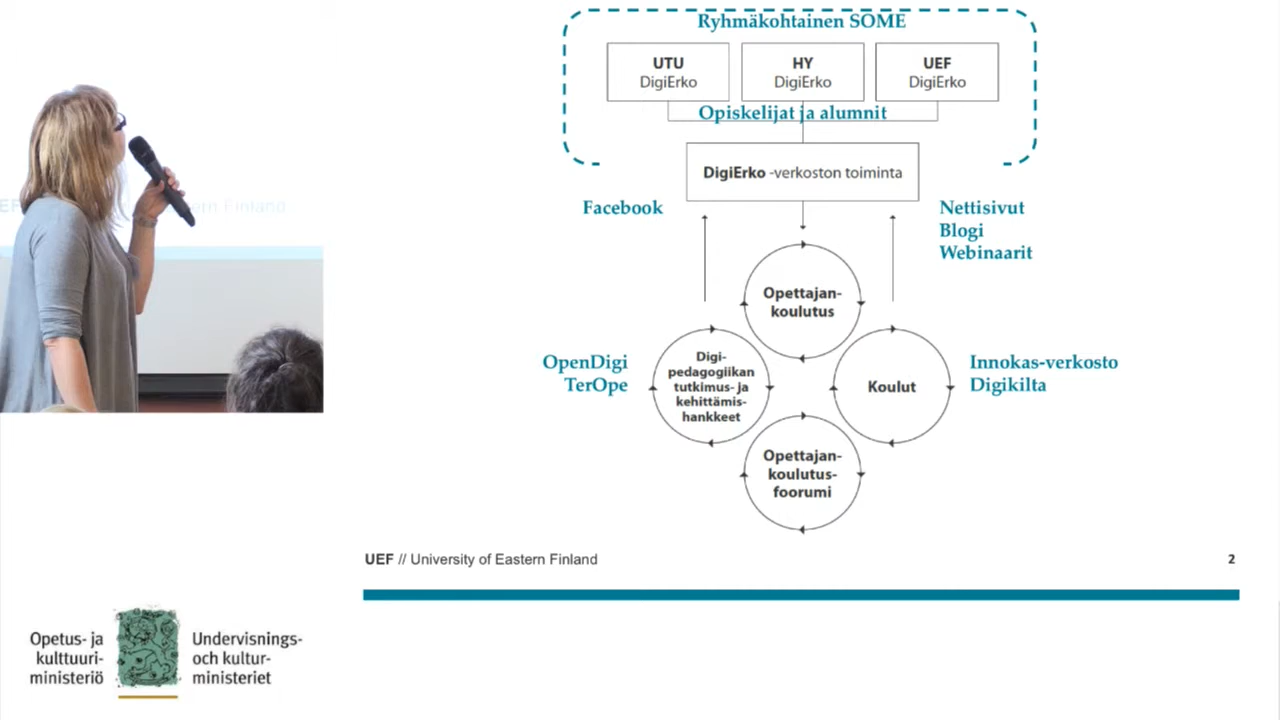 Ryhmäkohtainen SOME
UTU
DigiErko
HY
DigiErko
UEF
DigiErko
Opiskelijat ja alumnit
DigiErko -verkoston toiminta
Facebook
Nettisivut
Blogi
Webinaarit
Opettajan-
koulutus
OpenDigi
TerOpe
Digi-
pedagogiikan
tutkimus- ja
kehittämis-
hankkeet
Koulut
Innokas-verkosto
Digikilta
Opettajan-
koulutus-
foorumi
UEF // University of Eastern Finland
2
Opetus- ja
kulttuuri-
ministeriö
Undervisnings-
och kultur-
ministeriet